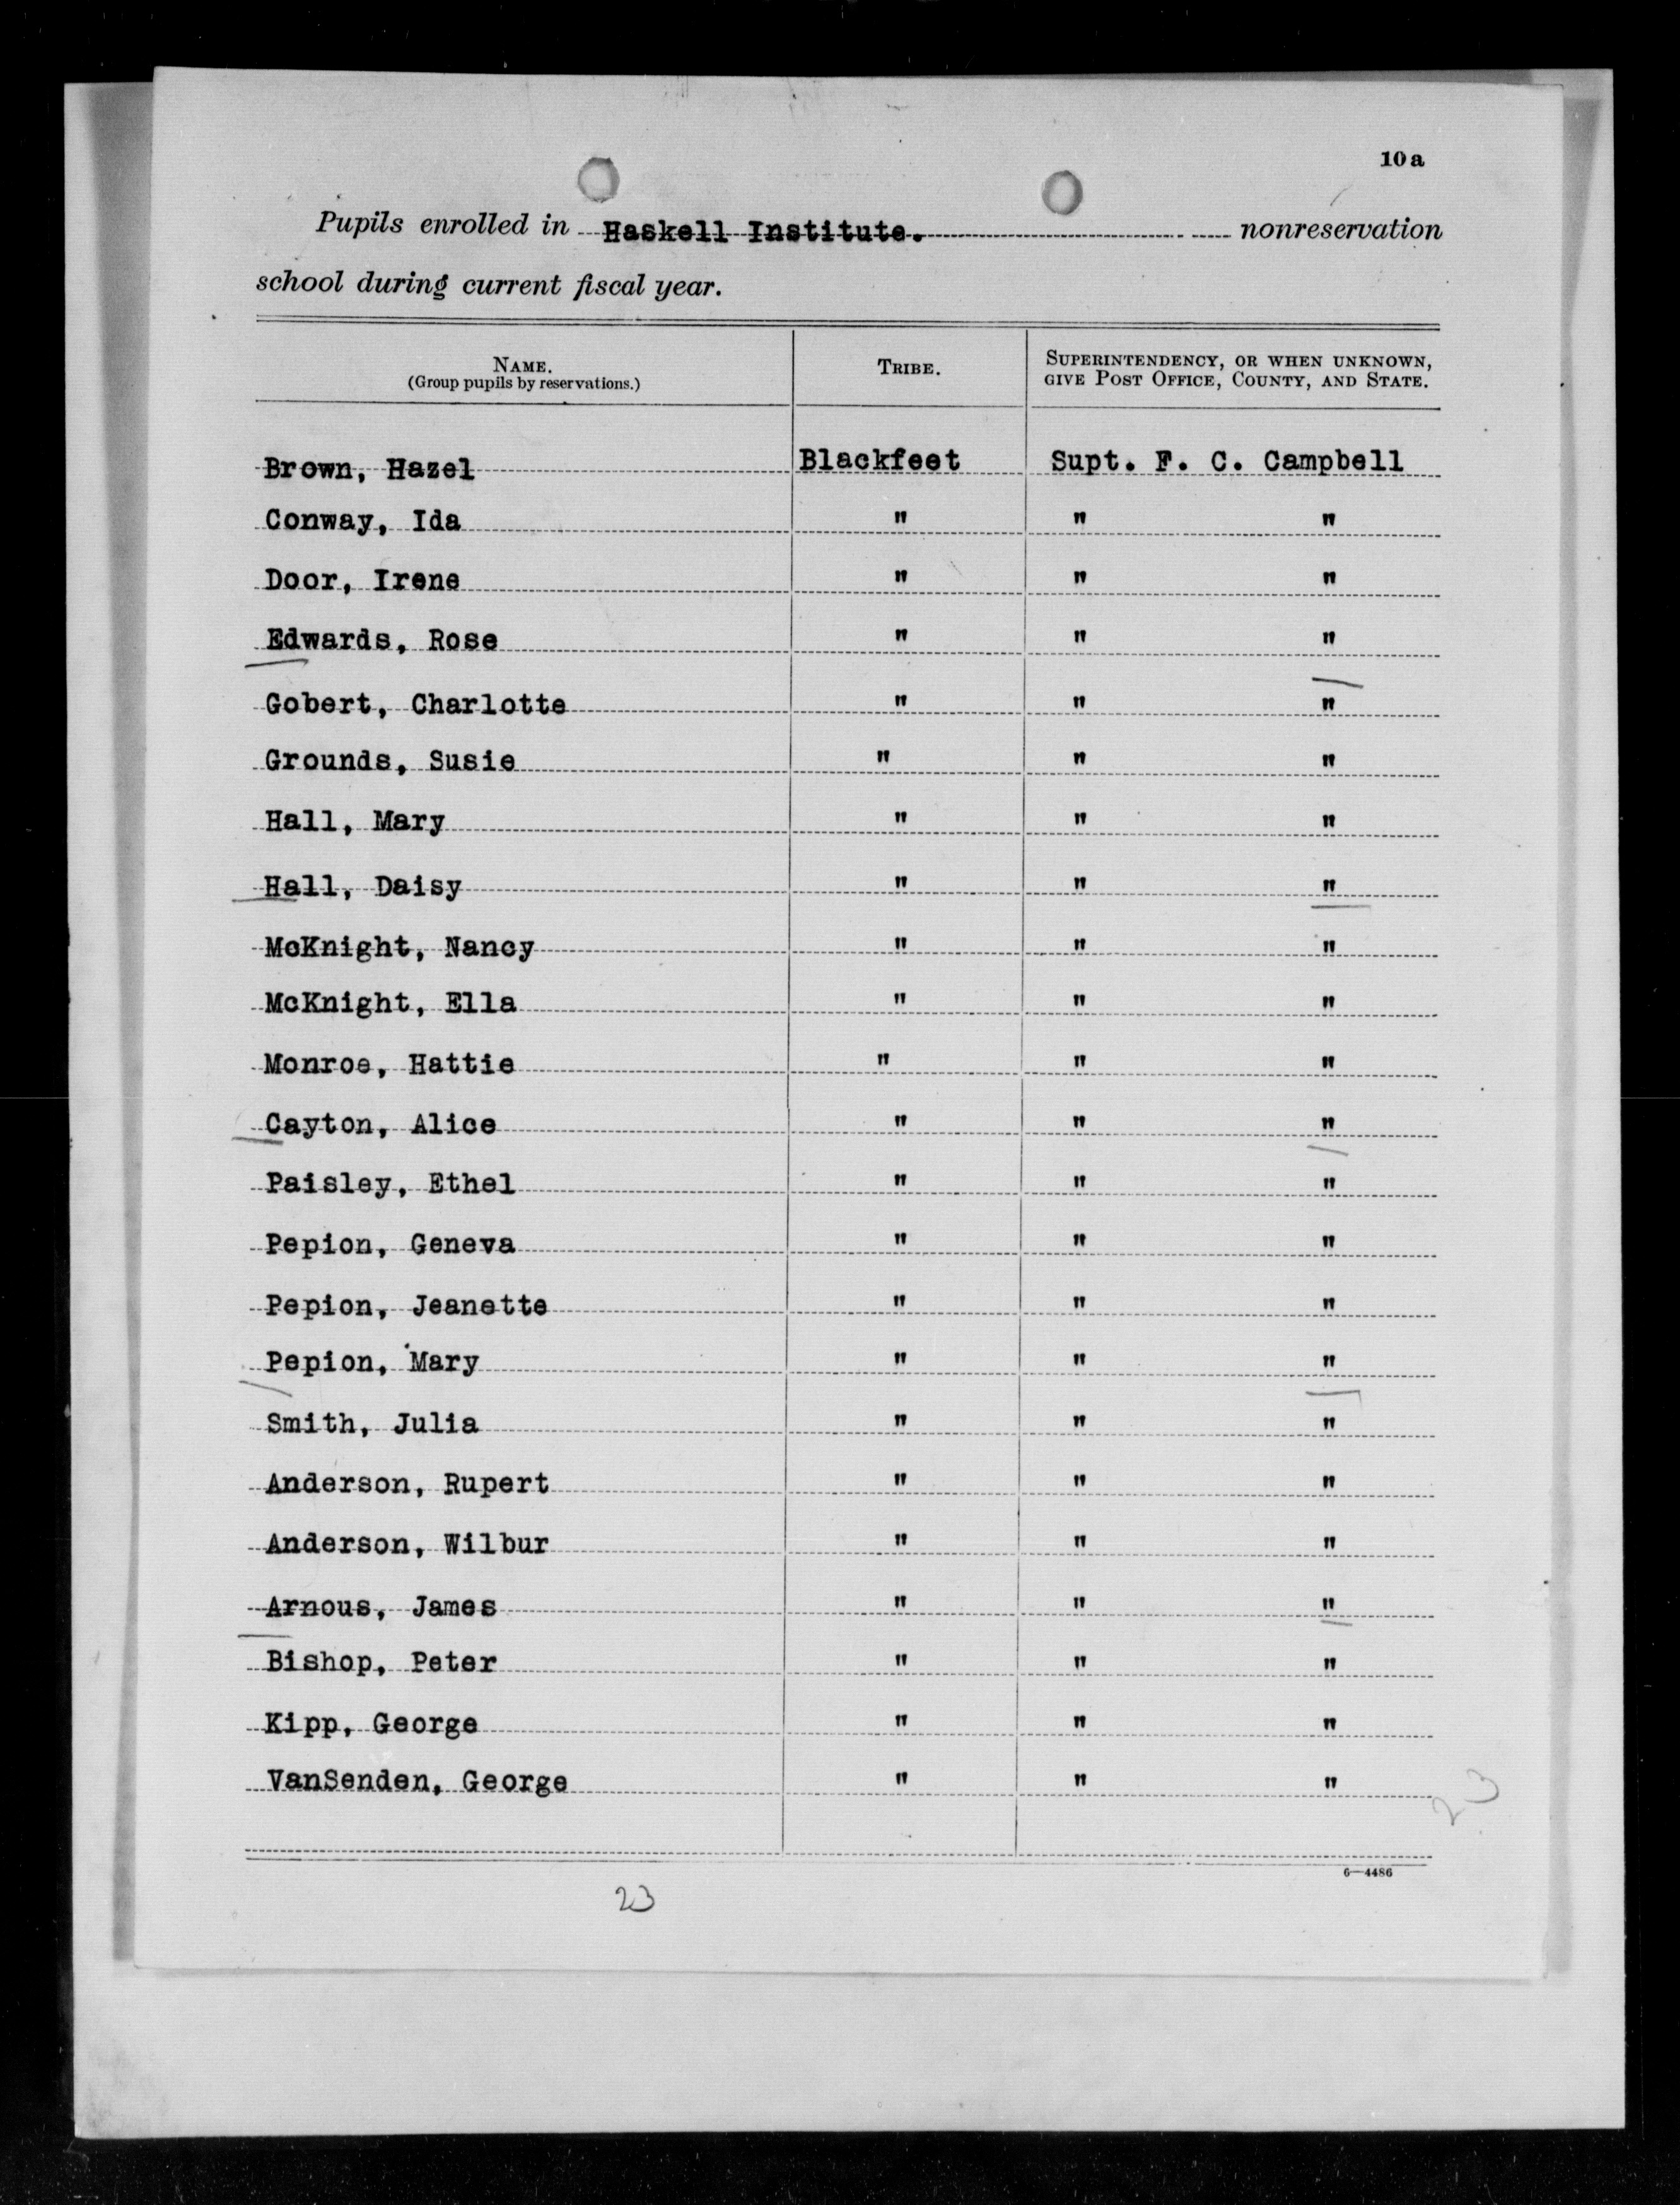 10a
Pupils enrolled in Haskell Institute. nonreservation
school during current fiscal year.
NAME. TRIBE. SUPERINTENDENCY, OR WHEN UNKNOWN,
(Group pupils by reservations.) GIVE POST OFFICE, COUNTY, AND STATE.
Brown, Hazel Blackfeet Supt. F. C. Campbell
Conway, Ida " " "
Door, Irene " " "
Edwards, Rose " " "
Gobert, Charlotte " " "
Grounds, Susie " " "
Hall, Mary " " "
Hall, Daisy " " "
McKnight, Nancy " " "
McKnight, Ella " " "
Monroe, Hattie " " "
Cayton, Alice " " "
Paisley, Ethel " " "
Pepion, Geneva " " "
Pepion, Jeanette " " "
Pepion, Mary " " "
Smith, Julia " " "
Anderson, Rupert " " "
Anderson, Wilbur " " "
Arnous, James " " "
Bishop, Peter " " "
Kipp, George " " "
VanSenden, George " " "
23
6—4486
23